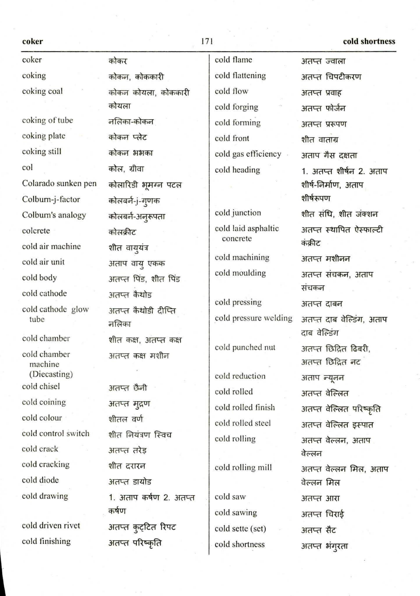 coker 171 cold shortness
coker कोकर
coking कोकन, कोककारी
coking coal कोकन कोयला, कोककारी
कोयला
coking of tube नलिका-कोकन
coking plate कोकन प्लेट
coking still कोकन भभका
col कोल, ग्रीवा
Colarado sunken pen कोलारिडी भूमग्न पटल
Colburn-j-factor कोलबर्न-j-गुणक
Colburn's analogy कोलबर्न-अनुरूपता
colcrete कोलक्रीट
cold air machine शीत वायुयंत्र
cold air unit अताप वायु एकक
cold body अतप्त पिंड, शीत पिंड
cold cathode अतप्त कैथोड
cold cathode glow अतप्त कैथोडी दीप्ति
tube नलिका
cold chamber शीत कक्ष, अतप्त कक्ष
cold chamber अतप्त कक्ष मशीन
machine
(Diecasting)
cold chisel अतप्त छैनी
cold coining अतप्त मुद्रण
cold colour शीतल वर्ण
cold control switch शीत नियंत्रण स्विच
cold crack अतप्त तरेड़
cold cracking शीत दरारन
cold diode अतप्त डायोड
cold drawing 1. अताप कर्षण 2. अतप्त
कर्षण
cold driven rivet अतप्त कुट्टित रिपट
cold finishing अतप्त परिष्कृति
cold flame अतप्त ज्वाला
cold flattening अतप्त चिपटीकरण
cold flow अतप्त प्रवाह
cold forging अतप्त फोर्जन
cold forming अतप्त प्ररूपण
cold front शीत वाताग्र
cold gas efficiency अताप गैस दक्षता
cold heading 1. अतप्त शीर्षन 2. अताप
शीर्ष-निर्माण, अताप
शीर्षरूपण
cold junction शीत संधि, शीत जंक्शन
cold laid asphaltic अतप्त स्थापित ऐस्फाल्टी
concrete कंक्रीट
cold machining अतप्त मशीनन
cold moulding अतप्त संचकन, अताप
संचकन
cold pressing अतप्त दाबन
cold pressure welding अतप्त दाब वेल्डिंग, अताप
दाब वेल्डिंग
cold punched nut अतप्त छिद्रित ढिबरी,
अतप्त छिद्रित नट
cold reduction अताप न्यूनन
cold rolled अतप्त वेल्लित
cold rolled finish अतप्त वेल्लित परिष्कृति
cold rolled steel अतप्त वेल्लित इस्पात
cold rolling अतप्त वेल्लन, अताप
वेल्लन
cold rolling mill अतप्त वेल्लन मिल, अताप
वेल्लन मिल
cold saw अतप्त आरा
cold sawing अतप्त चिराई
cold sette (set) अतप्त सैट
cold shortness अतप्त भंगुरता